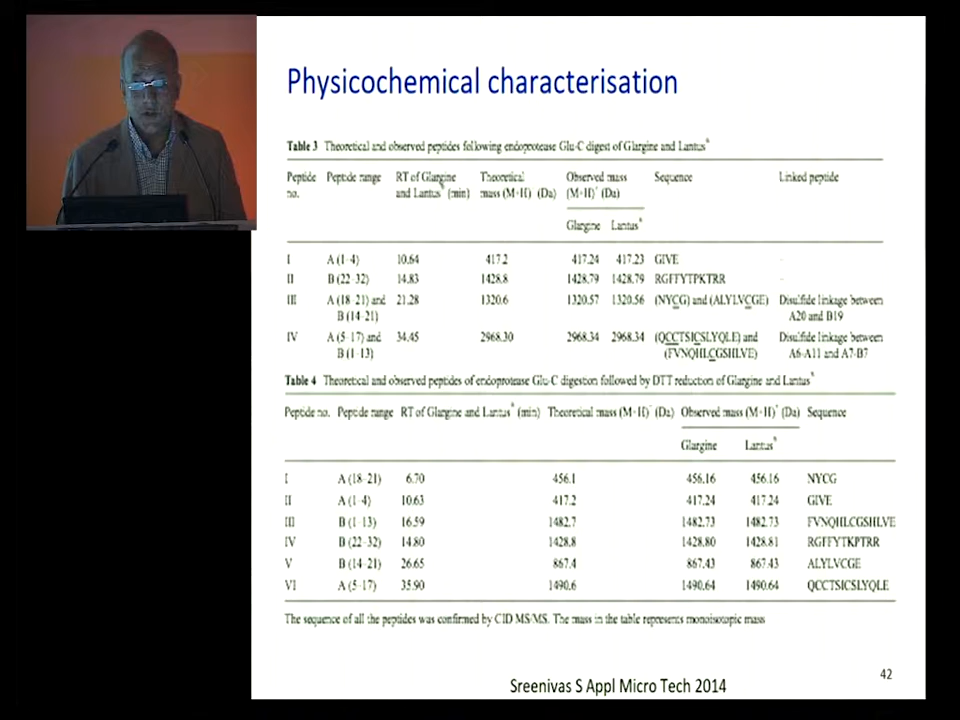 Physicochemical characterisation
Table 3 Theoretical and observed peptides following endoprotease Glu-C digest of Glargine and Lantus®
Peptide Peptide range RT of Glargine Theoretical Observed mass Sequence Linked peptide
no. and Lantus® (min) mass (M+H)+ (Da) (M+H)+ (Da)
Glargine Lantus®
I A (1–4) 10.64 417.2 417.24 417.23 GIVE –
II B (22–32) 14.83 1428.8 1428.79 1428.79 RGFFYTPKTRR –
III A (18–21) and 21.28 1320.6 1320.57 1320.56 (NYCG) and (ALYLVCGE) Disulfide linkage between
B (14–21) A20 and B19
IV A (5–17) and 34.45 2968.30 2968.34 2968.34 (QCCTSICSLYQLE) and Disulfide linkage between
B (1–13) (FVNQHLCGSHLVE) A6-A11 and A7-B7
Table 4 Theoretical and observed peptides of endoprotease Glu-C digestion followed by DTT reduction of Glargine and Lantus®
Peptide no. Peptide range RT of Glargine and Lantus® (min) Theoretical mass (M+H)+ (Da) Observed mass (M+H)+ (Da) Sequence
Glargine Lantus®
I A (18–21) 6.70 456.1 456.16 456.16 NYCG
II A (1–4) 10.63 417.2 417.24 417.24 GIVE
III B (1–13) 16.59 1482.7 1482.73 1482.73 FVNQHLCGSHLVE
IV B (22–32) 14.80 1428.8 1428.80 1428.81 RGFFYTKPTRR
V B (14–21) 26.65 867.4 867.43 867.43 ALYLVCGE
VI A (5–17) 35.90 1490.6 1490.64 1490.64 QCCTSICSLYQLE
The sequence of all the peptides was confirmed by CID MS/MS. The mass in the table represents monoisotopic mass
42
Sreenivas S Appl Micro Tech 2014